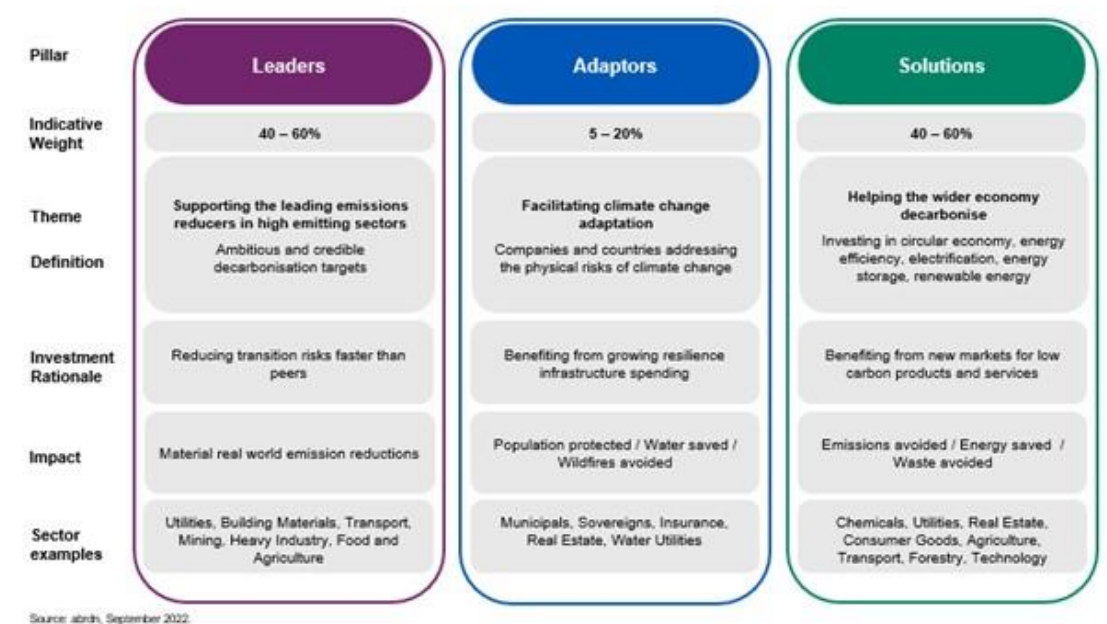 Pillar
Leaders
Adaptors
Solutions
Indicative
Weight
40 – 60%
5 – 20%
40 – 60%
Theme
Definition
Supporting the leading emissions
reducers in high emitting sectors
Ambitious and credible
decarbonisation targets
Facilitating climate change
adaptation
Companies and countries addressing
the physical risks of climate change
Helping the wider economy
decarbonise
Investing in circular economy, energy
efficiency, electrification, energy
storage, renewable energy
Investment
Rationale
Reducing transition risks faster than
peers
Benefiting from growing resilience
infrastructure spending
Benefiting from new markets for low
carbon products and services
Impact
Material real world emission reductions
Population protected / Water saved /
Wildfires avoided
Emissions avoided / Energy saved /
Waste avoided
Sector
examples
Utilities, Building Materials, Transport,
Mining, Heavy Industry, Food and
Agriculture
Municipals, Sovereigns, Insurance,
Real Estate, Water Utilities
Chemicals, Utilities, Real Estate,
Consumer Goods, Agriculture,
Transport, Forestry, Technology
Source: abrdn, September 2022.